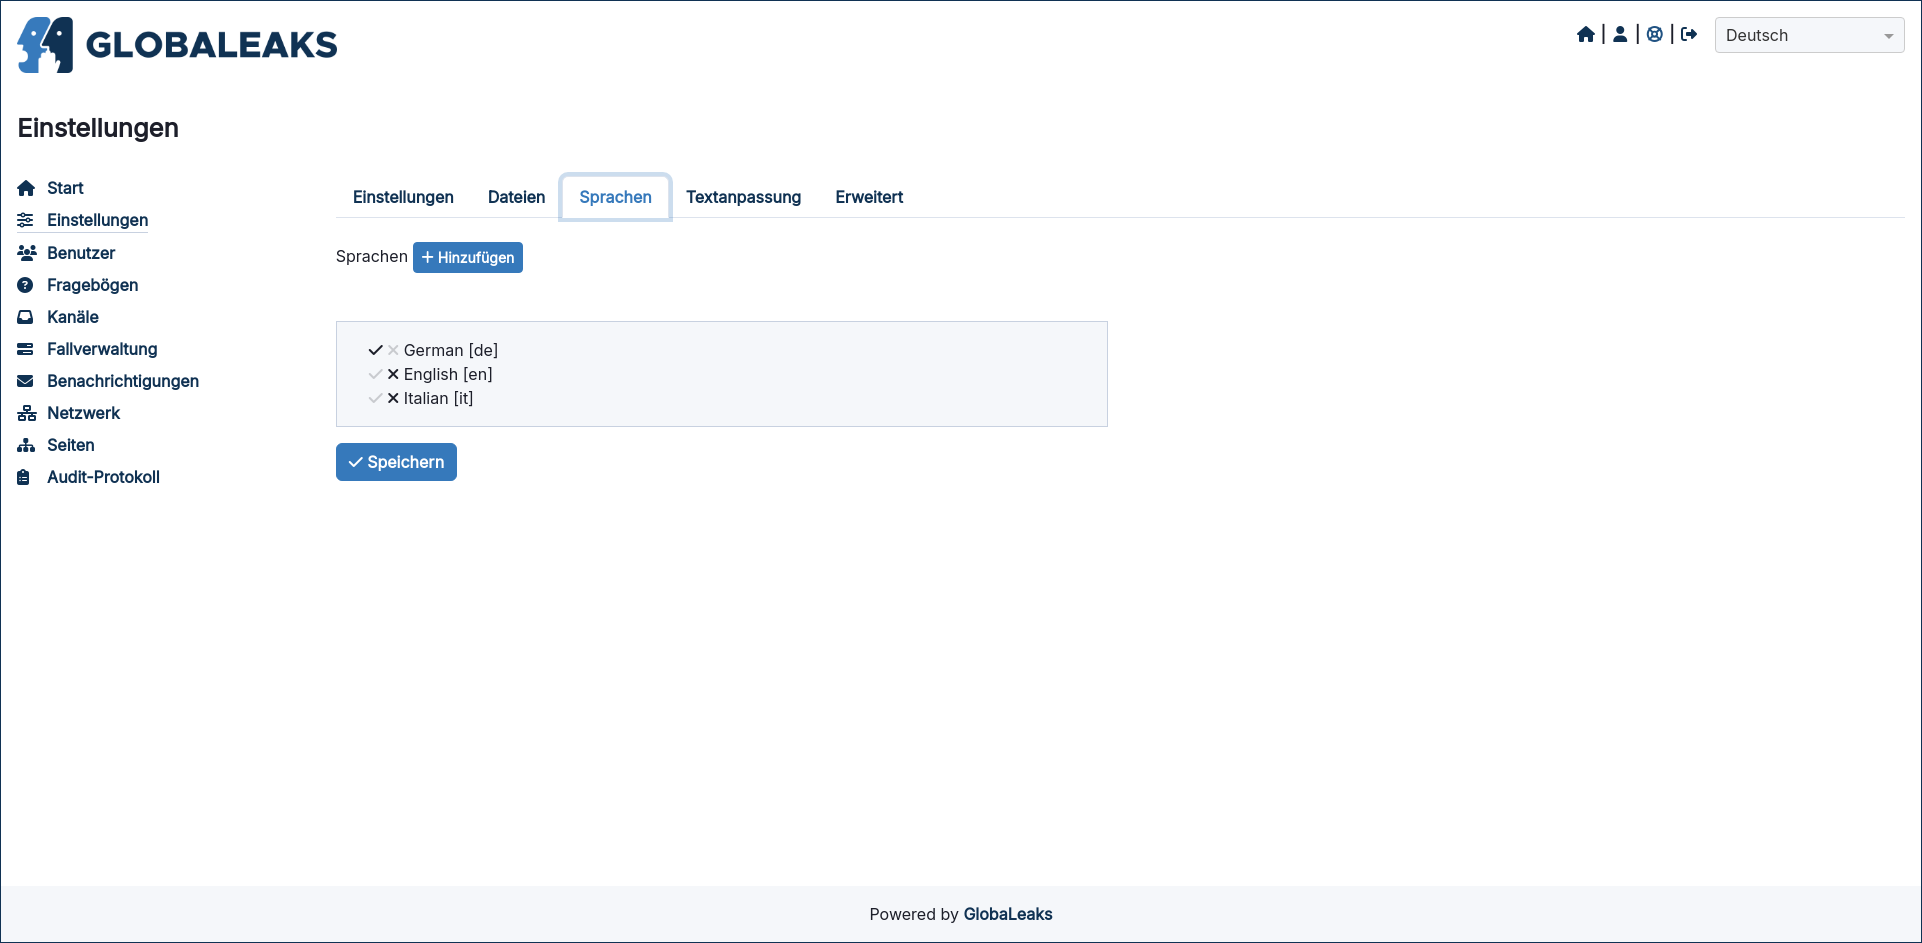 GLOBALEAKS
Deutsch
Einstellungen
Start
Einstellungen
Benutzer
Fragebögen
Kanäle
Fallverwaltung
Benachrichtigungen
Netzwerk
Seiten
Audit-Protokoll
Einstellungen Dateien Sprachen Textanpassung Erweitert
Sprachen Hinzufügen
German [de]
English [en]
Italian [it]
Speichern
Powered by GlobaLeaks